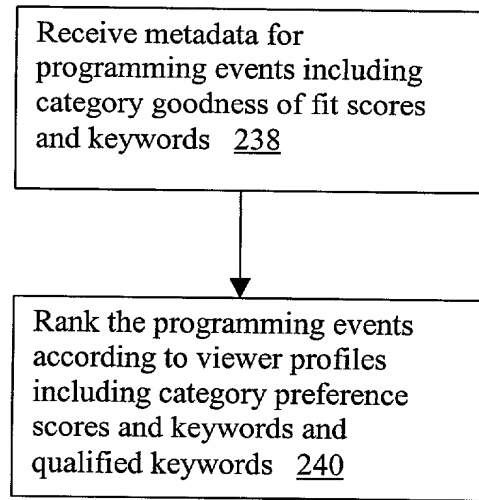 Receive metadata for
programming events including
category goodness of fit scores
and keywords 238
Rank the programming events
according to viewer profiles
including category preference
scores and keywords and
qualified keywords 240